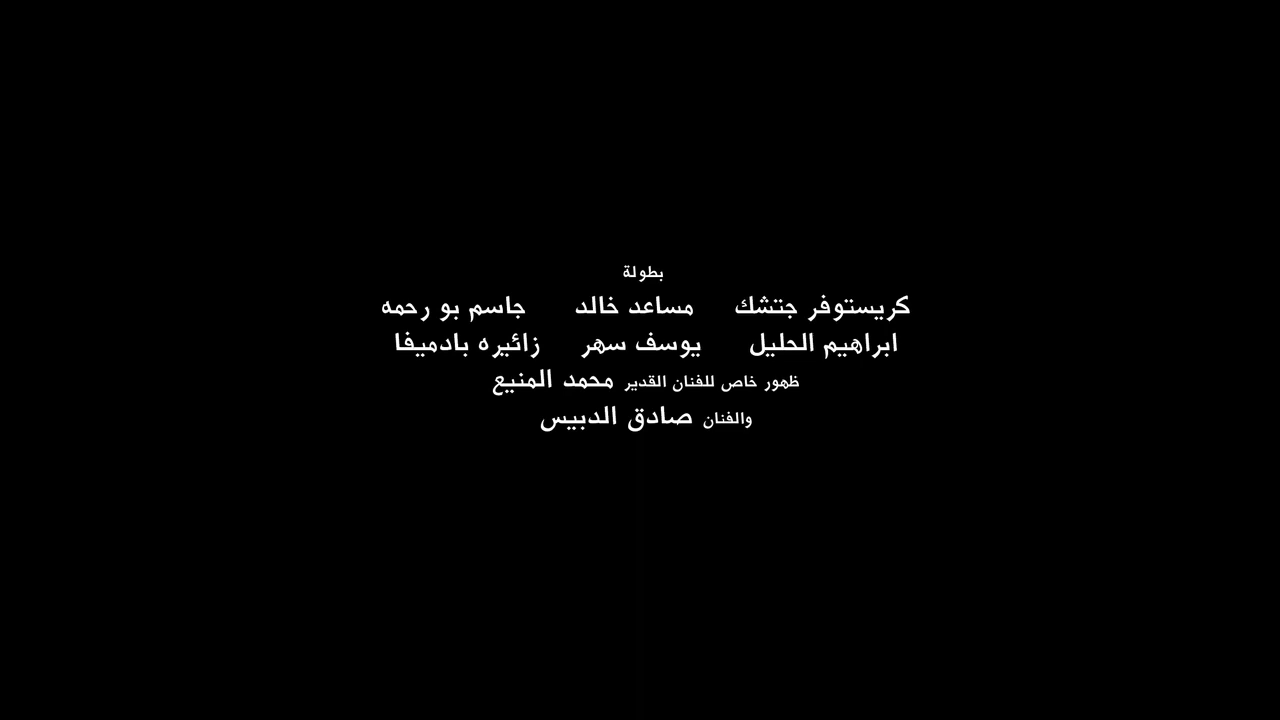 بطولة
كريستوفر جتشك مساعد خالد جاسم بو رحمه
ابراهيم الحليل يوسف سهر زائيره بادميفا
ظهور خاص للفنان القدير محمد المنيع
والفنان صادق الدبيس